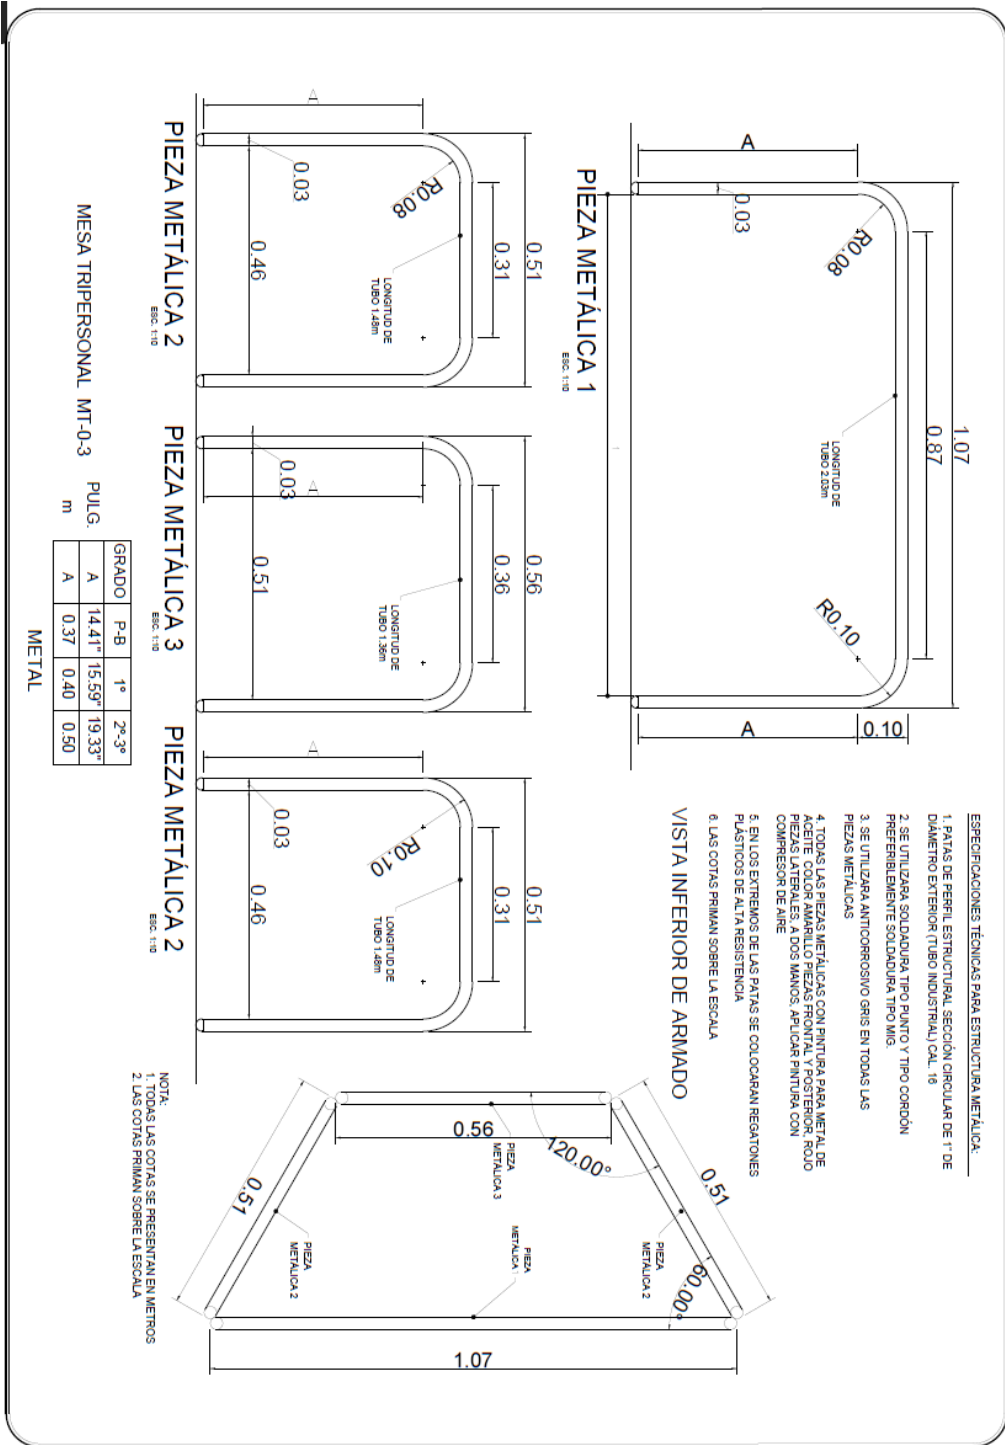 ESPECIFICACIONES TÉCNICAS PARA ESTRUCTURA METÁLICA:
1. PATAS DE PERFIL ESTRUCTURAL SECCIÓN CIRCULAR DE 1" DE
DIÁMETRO EXTERIOR (TUBO INDUSTRIAL) CAL. 16
2. SE UTILIZARA SOLDADURA TIPO PUNTO Y TIPO CORDÓN
PREFERIBLEMENTE SOLDADURA TIPO MIG.
3. SE UTILIZARA ANTICORROSIVO GRIS EN TODAS LAS
PIEZAS METÁLICAS
4. TODAS LAS PIEZAS METÁLICAS CON PINTURA PARA METAL DE
ACEITE COLOR AMARILLO PIEZAS FRONTAL Y POSTERIOR, ROJO
PIEZAS LATERALES, A DOS MANOS, APLICAR PINTURA CON
COMPRESOR DE AIRE
5. EN LOS EXTREMOS DE LAS PATAS SE COLOCARAN REGATONES
PLÁSTICOS DE ALTA RESISTENCIA
6. LAS COTAS PRIMAN SOBRE LA ESCALA
1.07
0.87
A
0.03
R0.08
LONGITUD DE
TUBO 2.03m
R0.10
0.10
A
1
PIEZA METÁLICA 1
ESC. 1:10
0.51
0.31
A
0.03
R0.08
LONGITUD DE
TUBO 1.48m
0.46
PIEZA METÁLICA 2
ESC. 1:10
0.56
0.36
A
0.03
LONGITUD DE
TUBO 1.36m
0.51
PIEZA METÁLICA 3
ESC. 1:10
0.51
0.31
A
0.03
R0.10
LONGITUD DE
TUBO 1.48m
0.46
PIEZA METÁLICA 2
ESC. 1:10
VISTA INFERIOR DE ARMADO
0.56
120.00°
0.51
PIEZA
METÁLICA 3
PIEZA
METÁLICA 2
PIEZA
METÁLICA 1
60.00°
PIEZA
METÁLICA 2
0.51
1.07
NOTA:
1. TODAS LAS COTAS SE PRESENTAN EN METROS
2. LAS COTAS PRIMAN SOBRE LA ESCALA
MESA TRIPERSONAL MT-0-3
GRADO P-B 1° 2°-3°
PULG. A 14.41" 15.59" 19.33"
m A 0.37 0.40 0.50
METAL